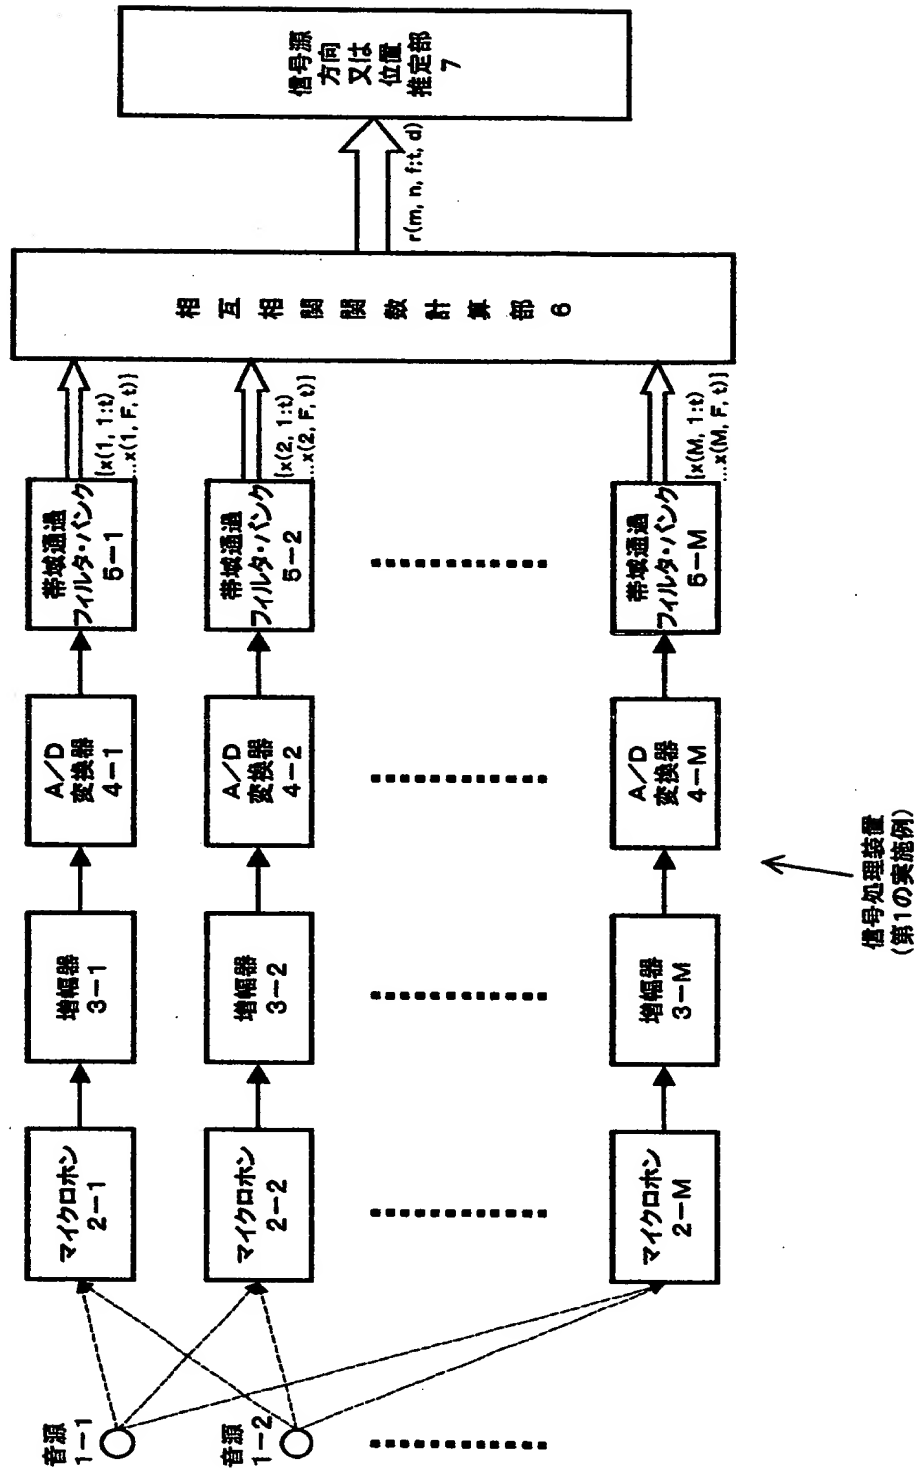 音源
1-1
マイクロホン
2-1
増幅器
3-1
A/D
変換器
4-1
帯域通過
フィルタ・バンク
5-1
[x(1, 1:t)
...x(1, F, t)]
音源
1-2
マイクロホン
2-2
増幅器
3-2
A/D
変換器
4-2
帯域通過
フィルタ・バンク
5-2
[x(2, 1:t)
...x(2, F, t)]
マイクロホン
2-M
増幅器
3-M
A/D
変換器
4-M
帯域通過
フィルタ・バンク
5-M
[x(M, 1:t)
...x(M, F, t)]
相互相関関数計算部6
r(m, n, f:t, d)
信号源
方向
又は
位置
推定部
7
信号処理装置
(第1の実施例)